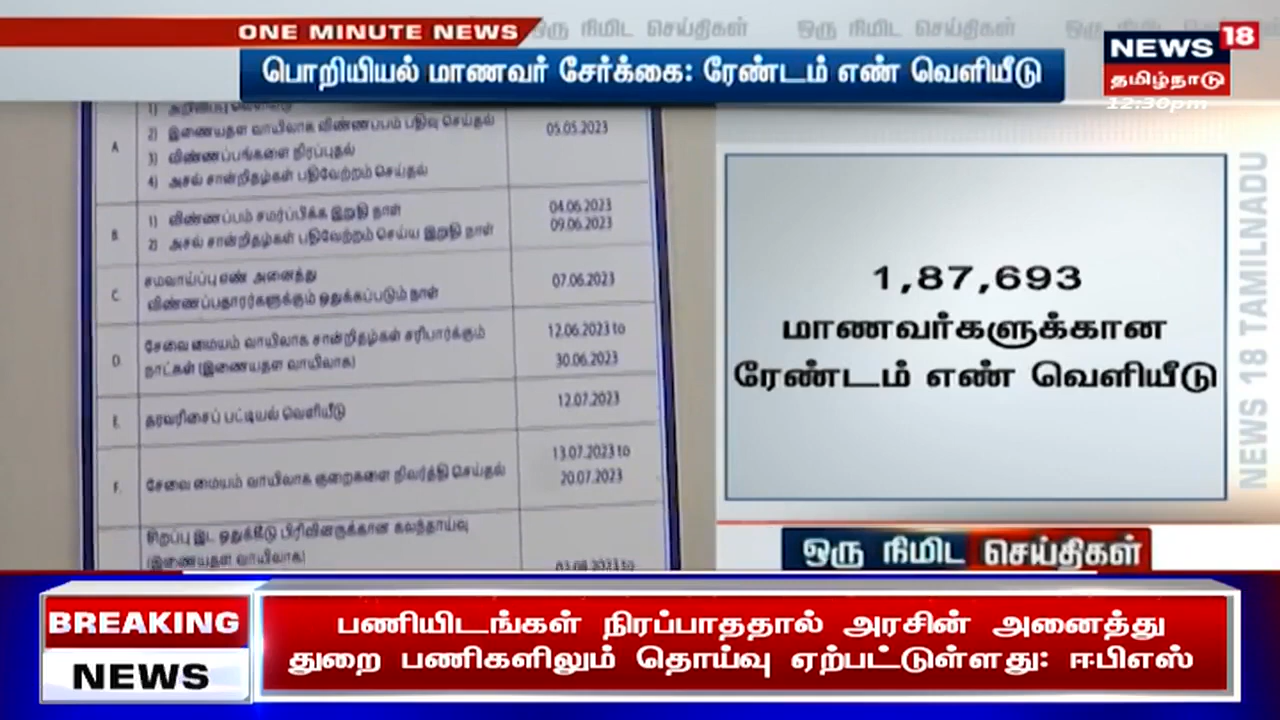 ONE MINUTE NEWS
ஒரு நிமிட செய்திகள்
ஒரு நிமிட செய்திகள்
ஒரு நிமிட
பொறியியல் மாணவர் சேர்க்கை: ரேண்டம் எண் வெளியீடு
NEWS 18
தமிழ்நாடு
12:30pm
A.
2) இணையதள வாயிலாக விண்ணப்பம் பதிவு செய்தல்
3) விண்ணப்பங்களை நிரப்புதல்
4) அசல் சான்றிதழ்கள் பதிவேற்றம் செய்தல்
05.05.2023
B.
1) விண்ணப்பம் சமர்ப்பிக்க இறுதி நாள்
2) அசல் சான்றிதழ்கள் பதிவேற்றம் செய்ய இறுதி நாள்
04.06.2023
09.06.2023
C.
சமவாய்ப்பு எண் அனைத்து
விண்ணப்பதாரர்களுக்கும் ஒதுக்கப்படும் நாள்
07.06.2023
D.
சேவை மையம் வாயிலாக சான்றிதழ்கள் சரிபார்க்கும்
நாட்கள் (இணையதள வாயிலாக)
12.06.2023 to
30.06.2023
E.
தரவரிசைப் பட்டியல் வெளியீடு
12.07.2023
F.
சேவை மையம் வாயிலாக குறைகளை நிவர்த்தி செய்தல்
13.07.2023 to
20.07.2023
சிறப்பு இட ஒதுக்கீடு பிரிவினருக்கான கலந்தாய்வு
(இணையதள வாயிலாக)
1,87,693
மாணவர்களுக்கான
ரேண்டம் எண் வெளியீடு
NEWS 18 TAMILNADU
ஒரு நிமிட செய்திகள்
BREAKING
NEWS
பணியிடங்கள் நிரப்பாததால் அரசின் அனைத்து
துறை பணிகளிலும் தொய்வு ஏற்பட்டுள்ளது: ஈபிஎஸ்